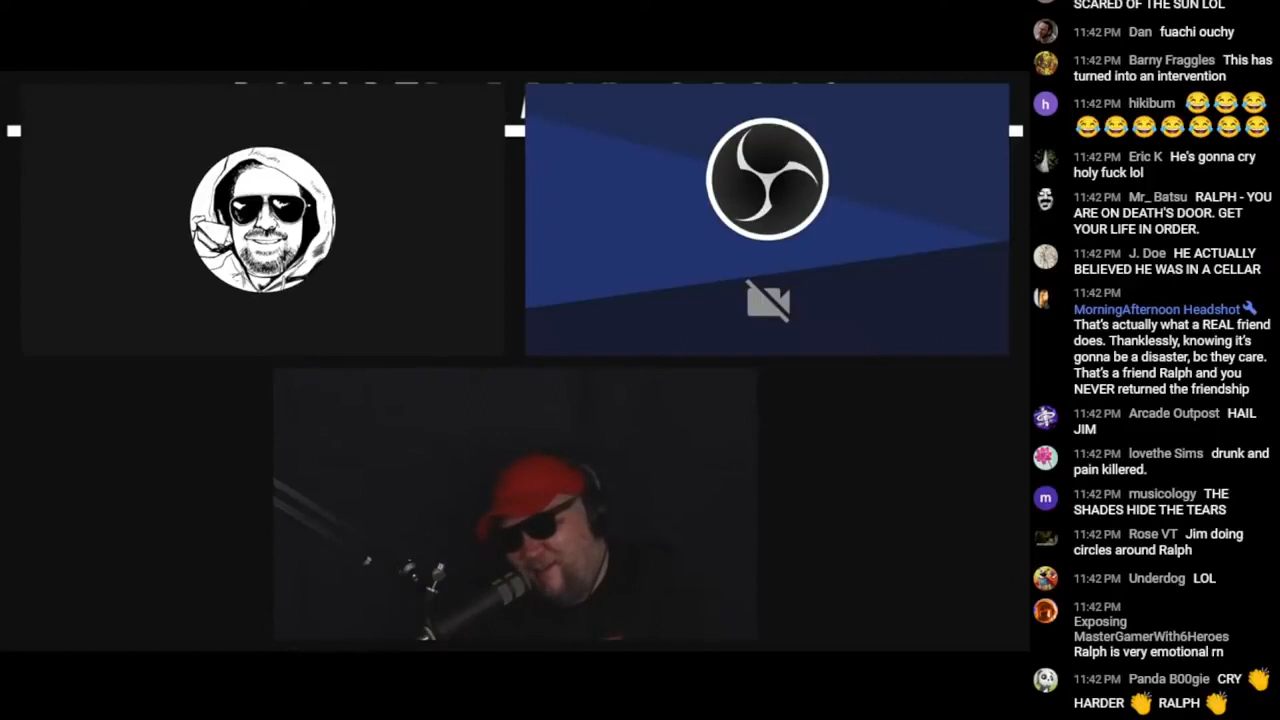 SCARED OF THE SUN LOL
11:42 PM Dan fuachi ouchy
11:42 PM Barny Fraggles This has
turned into an intervention
11:42 PM hikibum 😂😂😂
😂😂😂😂😂😂😂
11:42 PM Eric K He's gonna cry
holy fuck lol
11:42 PM Mr_Batsu RALPH - YOU
ARE ON DEATH'S DOOR. GET
YOUR LIFE IN ORDER.
11:42 PM J. Doe HE ACTUALLY
BELIEVED HE WAS IN A CELLAR
11:42 PM
MorningAfternoon Headshot
That's actually what a REAL friend
does. Thanklessly, knowing it's
gonna be a disaster, bc they care.
That's a friend Ralph and you
NEVER returned the friendship
11:42 PM Arcade Outpost HAIL
JIM
11:42 PM lovethe Sims drunk and
pain killered.
m
11:42 PM musicology THE
SHADES HIDE THE TEARS
11:42 PM Rose VT Jim doing
circles around Ralph
11:42 PM Underdog LOL
11:42 PM
Exposing
MasterGamerWith6Heroes
Ralph is very emotional rn
11:42 PM Panda B00gie CRY 👏
HARDER 👏 RALPH 👏
h